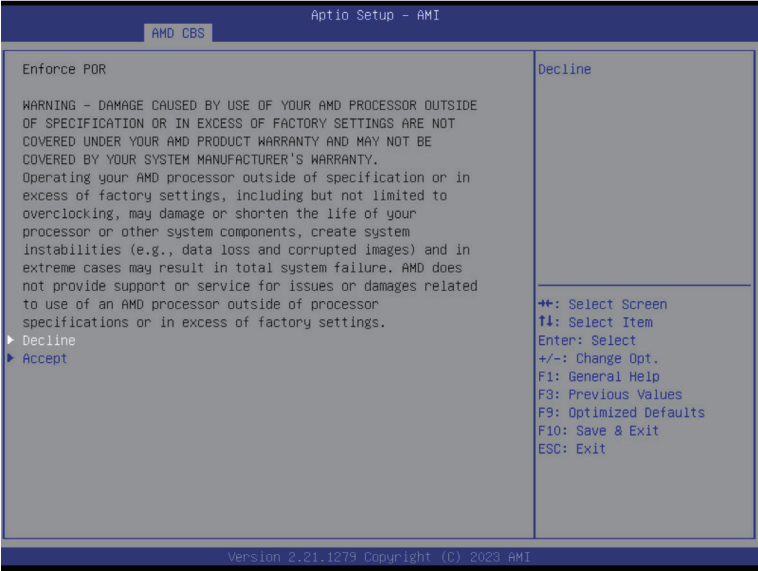 Aptio Setup – AMI
AMD CBS
Enforce POR
WARNING – DAMAGE CAUSED BY USE OF YOUR AMD PROCESSOR OUTSIDE
OF SPECIFICATION OR IN EXCESS OF FACTORY SETTINGS ARE NOT
COVERED UNDER YOUR AMD PRODUCT WARRANTY AND MAY NOT BE
COVERED BY YOUR SYSTEM MANUFACTURER'S WARRANTY.
Operating your AMD processor outside of specification or in
excess of factory settings, including but not limited to
overclocking, may damage or shorten the life of your
processor or other system components, create system
instabilities (e.g., data loss and corrupted images) and in
extreme cases may result in total system failure. AMD does
not provide support or service for issues or damages related
to use of an AMD processor outside of processor
specifications or in excess of factory settings.
Decline
Accept
Decline
→←: Select Screen
↑↓: Select Item
Enter: Select
+/-: Change Opt.
F1: General Help
F3: Previous Values
F9: Optimized Defaults
F10: Save & Exit
ESC: Exit
Version 2.21.1279 Copyright (C) 2023 AMI